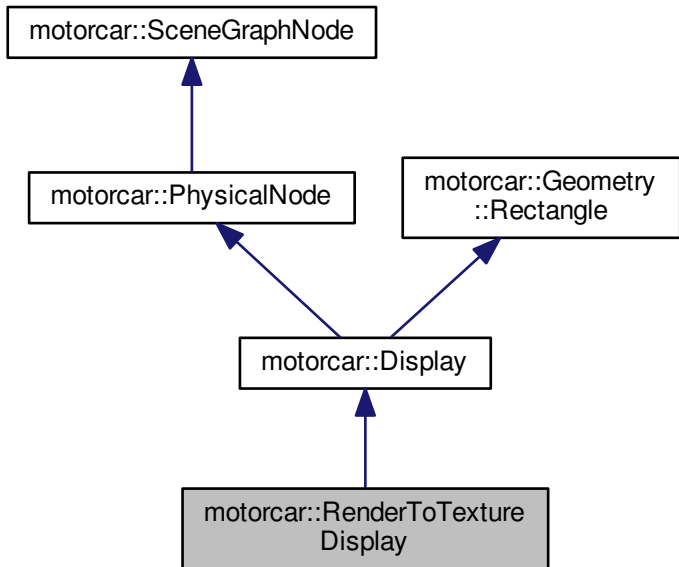 motorcar::SceneGraphNode
motorcar::PhysicalNode
motorcar::Geometry
::Rectangle
motorcar::Display
motorcar::RenderToTexture
Display